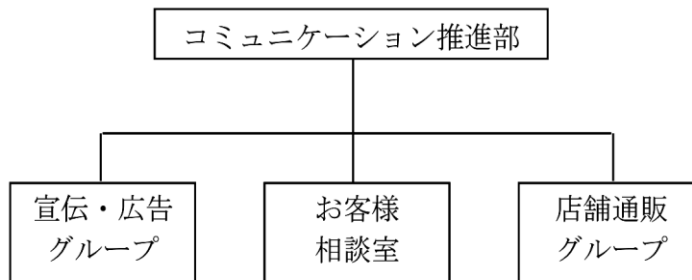 コミュニケーション推進部
宣伝・広告
グループ
お客様
相談室
店舗通販
グループ